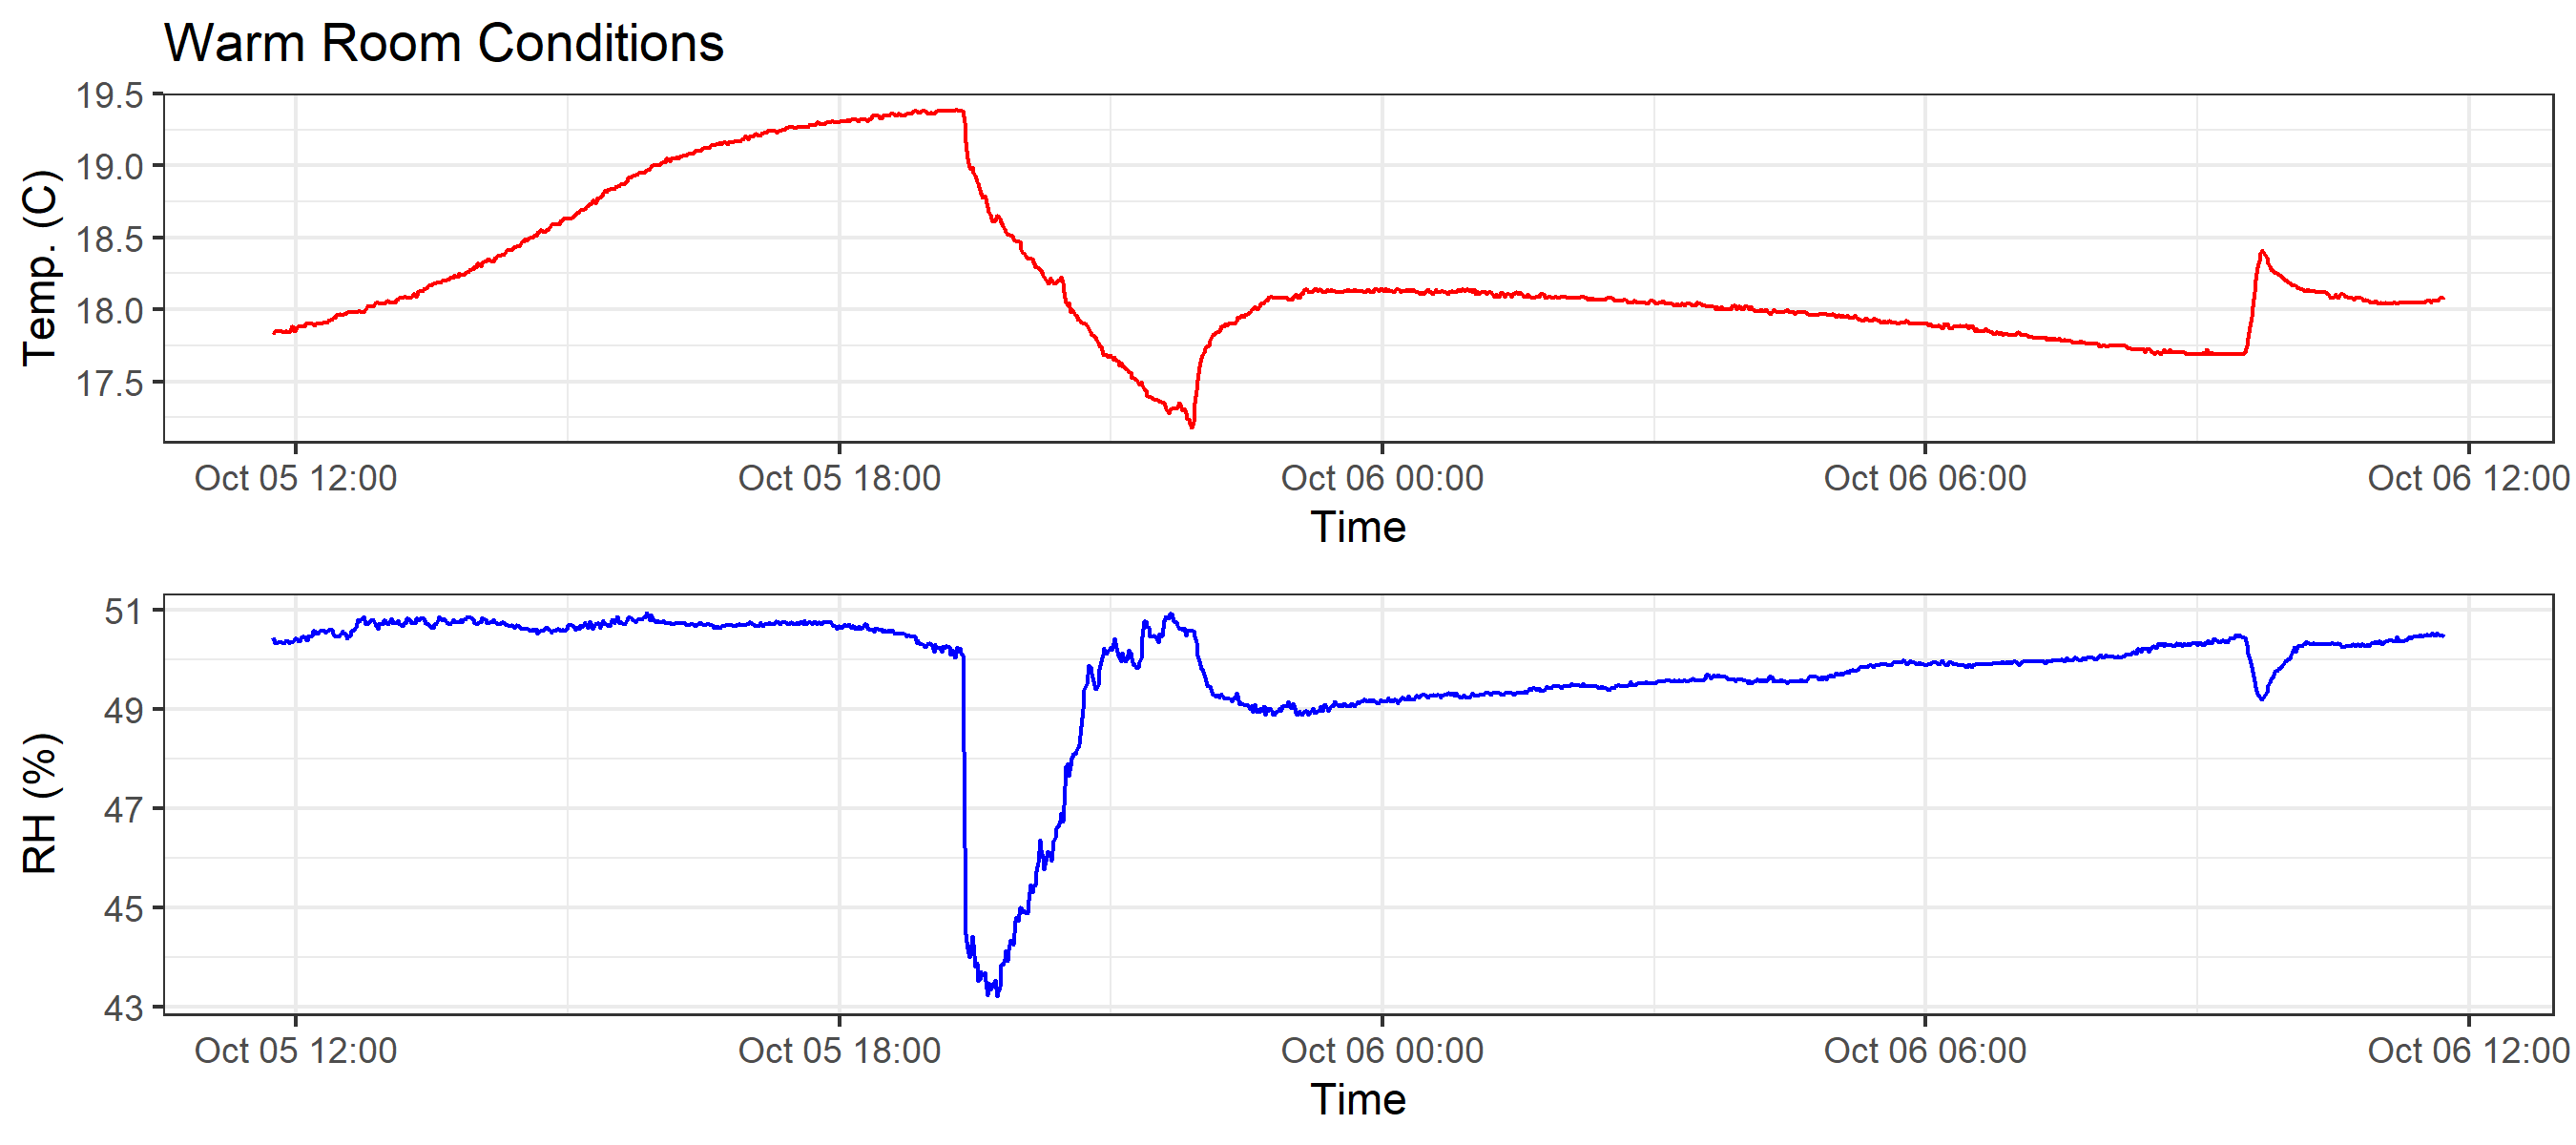 Warm Room Conditions
Temp. (C)
19.5
19.0
18.5
18.0
17.5
Oct 05 12:00 Oct 05 18:00 Oct 06 00:00 Oct 06 06:00 Oct 06 12:00
Time
RH (%)
51
49
47
45
43
Oct 05 12:00 Oct 05 18:00 Oct 06 00:00 Oct 06 06:00 Oct 06 12:00
Time